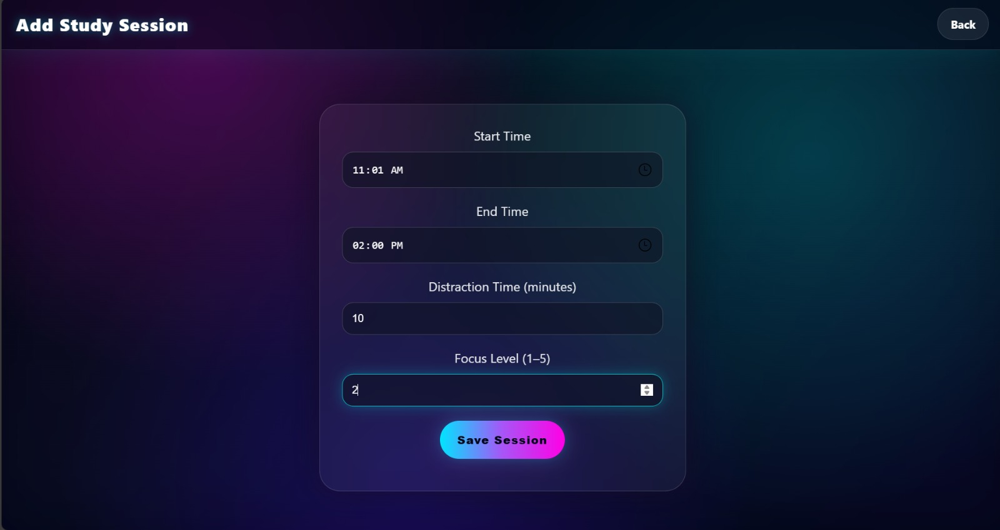 Add Study Session
Back
Start Time
11:01 AM
End Time
02:00 PM
Distraction Time (minutes)
10
Focus Level (1–5)
2
Save Session